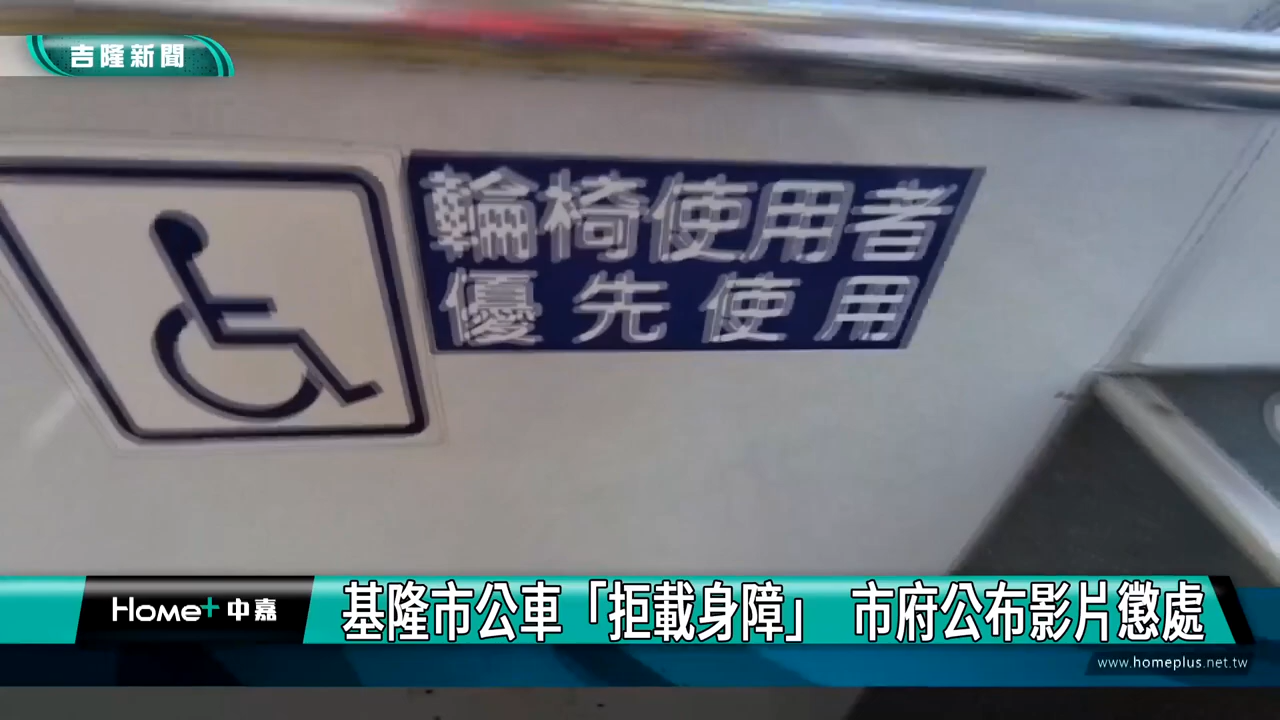 吉隆新聞
輪椅使用者
優先使用
Home+ 中嘉
基隆市公車「拒載身障」 市府公布影片懲處
www.homeplus.net.tw